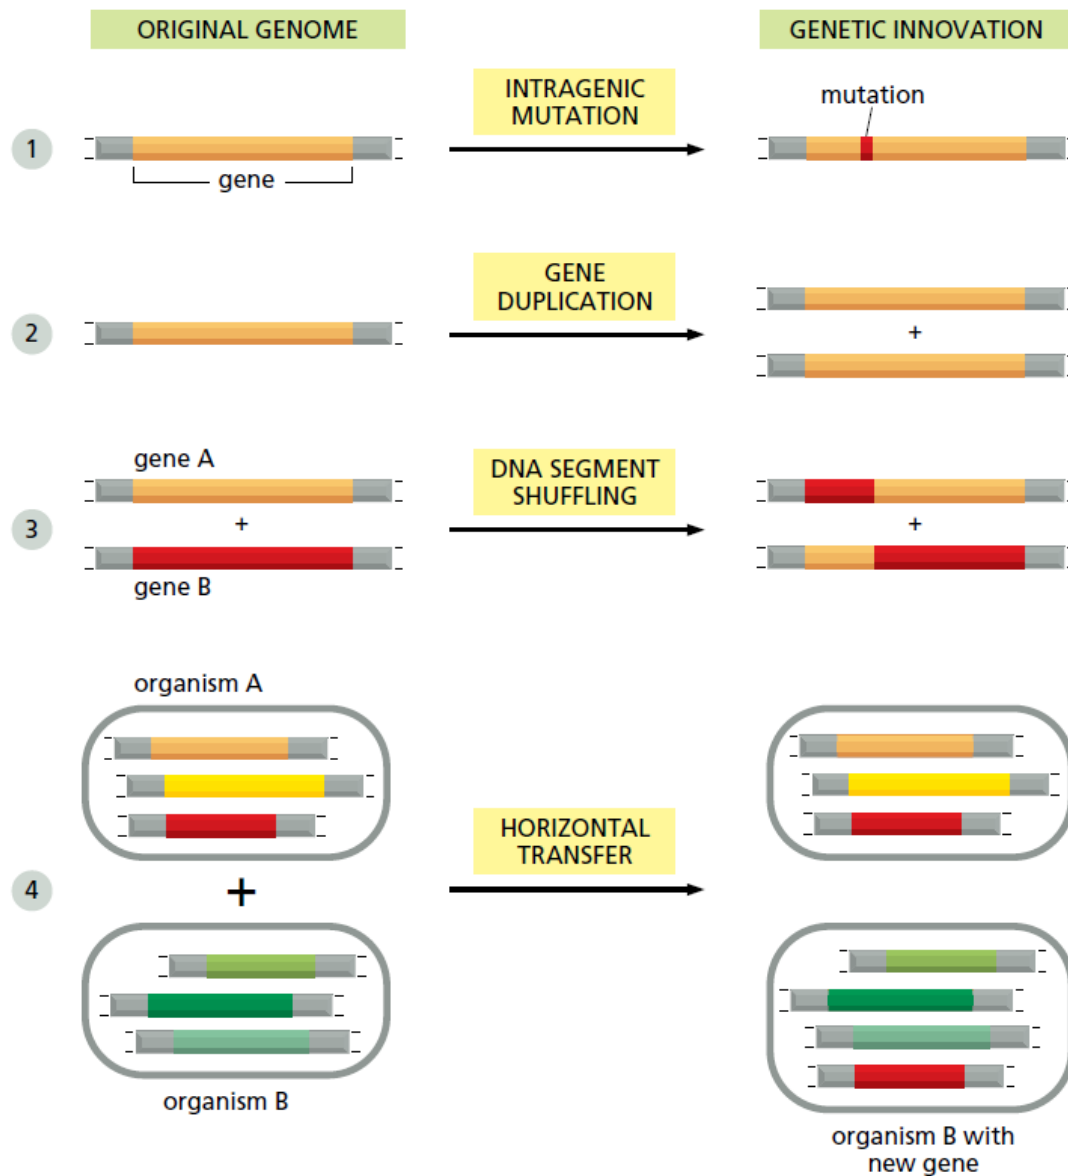 ORIGINAL GENOME
GENETIC INNOVATION
INTRAGENIC
MUTATION
mutation
1
gene
GENE
DUPLICATION
2
+
gene A
DNA SEGMENT
SHUFFLING
3
+
+
gene B
organism A
HORIZONTAL
TRANSFER
4
+
organism B
organism B with
new gene